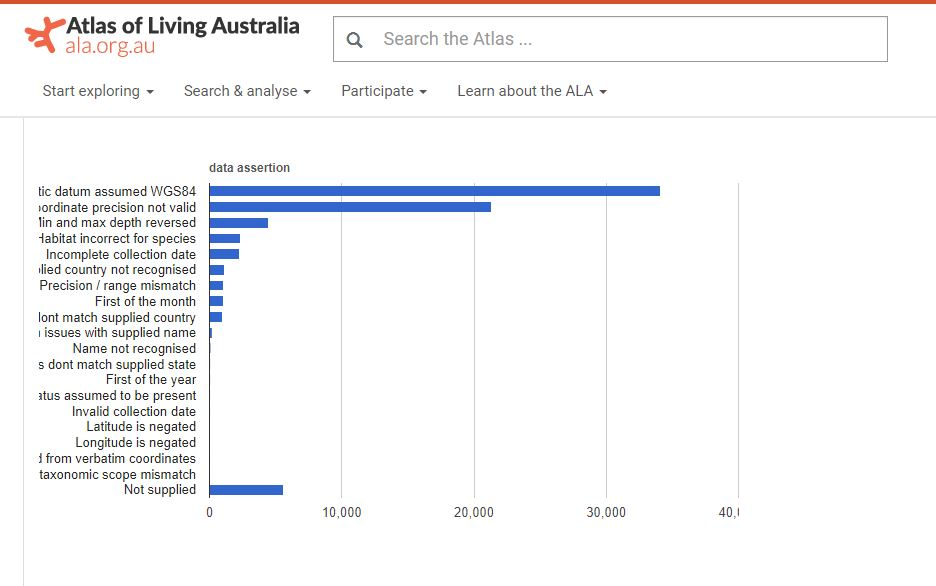 Atlas of Living Australia
ala.org.au
Search the Atlas ...
Start exploring Search & analyse Participate Learn about the ALA
data assertion
tic datum assumed WGS84
oordinate precision not valid
Min and max depth reversed
Habitat incorrect for species
Incomplete collection date
lied country not recognised
Precision / range mismatch
First of the month
dont match supplied country
issues with supplied name
Name not recognised
s dont match supplied state
First of the year
atus assumed to be present
Invalid collection date
Latitude is negated
Longitude is negated
d from verbatim coordinates
taxonomic scope mismatch
Not supplied
0 10,000 20,000 30,000 40,